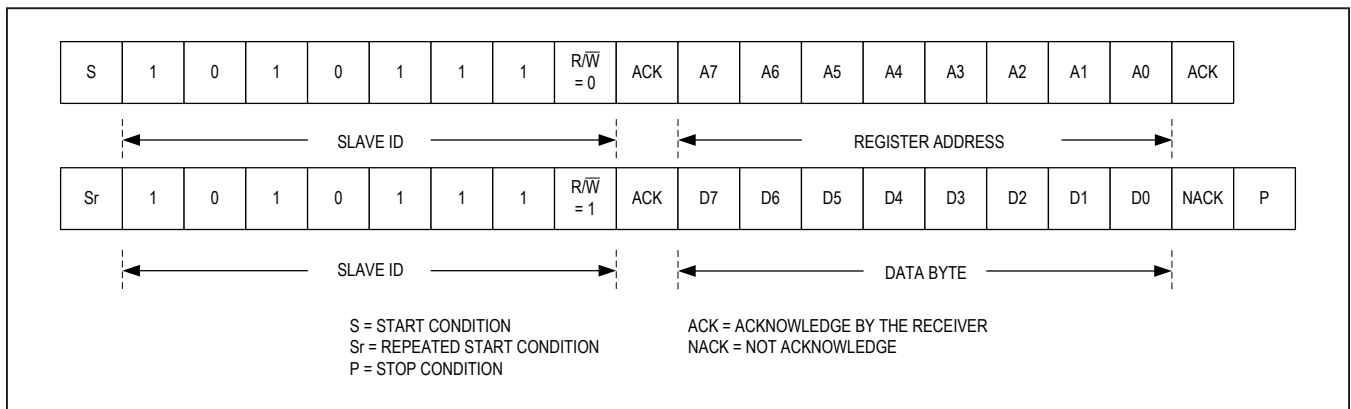 S 1 0 1 0 1 1 1 R/W̅ = 0 ACK A7 A6 A5 A4 A3 A2 A1 A0 ACK
SLAVE ID REGISTER ADDRESS
Sr 1 0 1 0 1 1 1 R/W̅ = 1 ACK D7 D6 D5 D4 D3 D2 D1 D0 NACK P
SLAVE ID DATA BYTE
S = START CONDITION
Sr = REPEATED START CONDITION
P = STOP CONDITION
ACK = ACKNOWLEDGE BY THE RECEIVER
NACK = NOT ACKNOWLEDGE